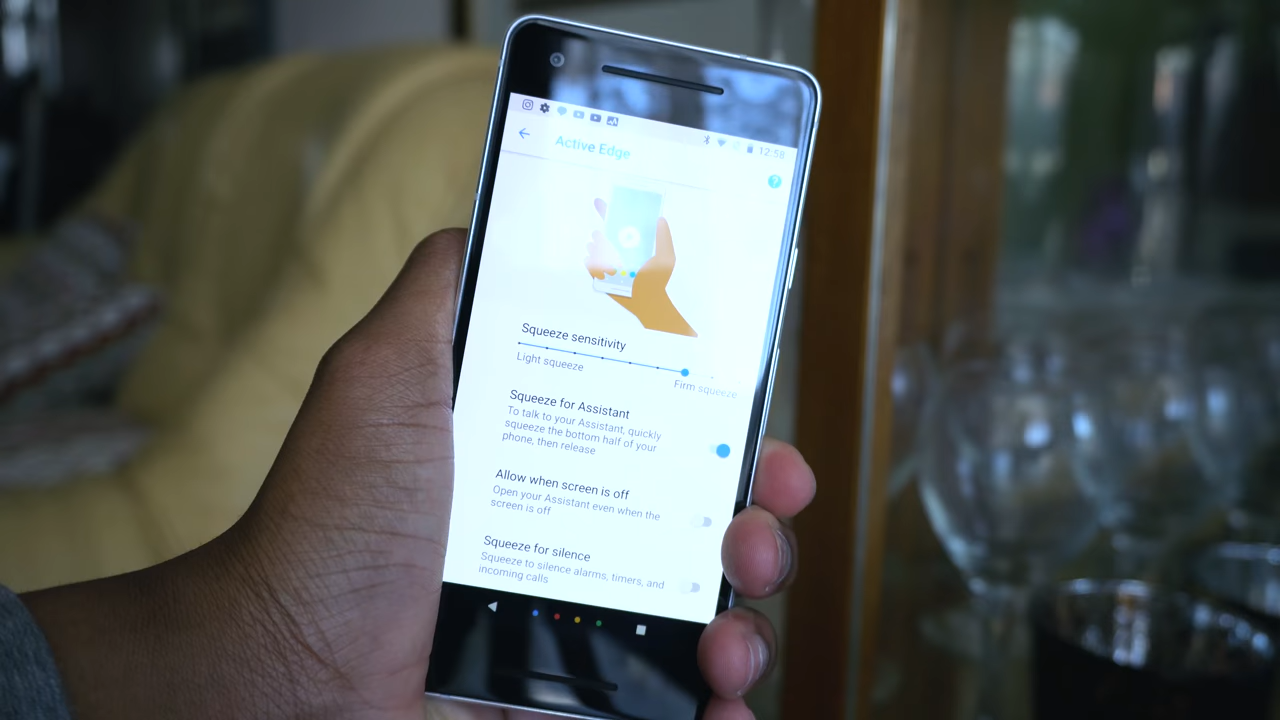 12:58
Active Edge
?
Squeeze sensitivity
Light squeeze
Firm squeeze
Squeeze for Assistant
To talk to your Assistant, quickly
squeeze the bottom half of your
phone, then release
Allow when screen is off
Open your Assistant even when the
screen is off
Squeeze for silence
Squeeze to silence alarms, timers, and
incoming calls